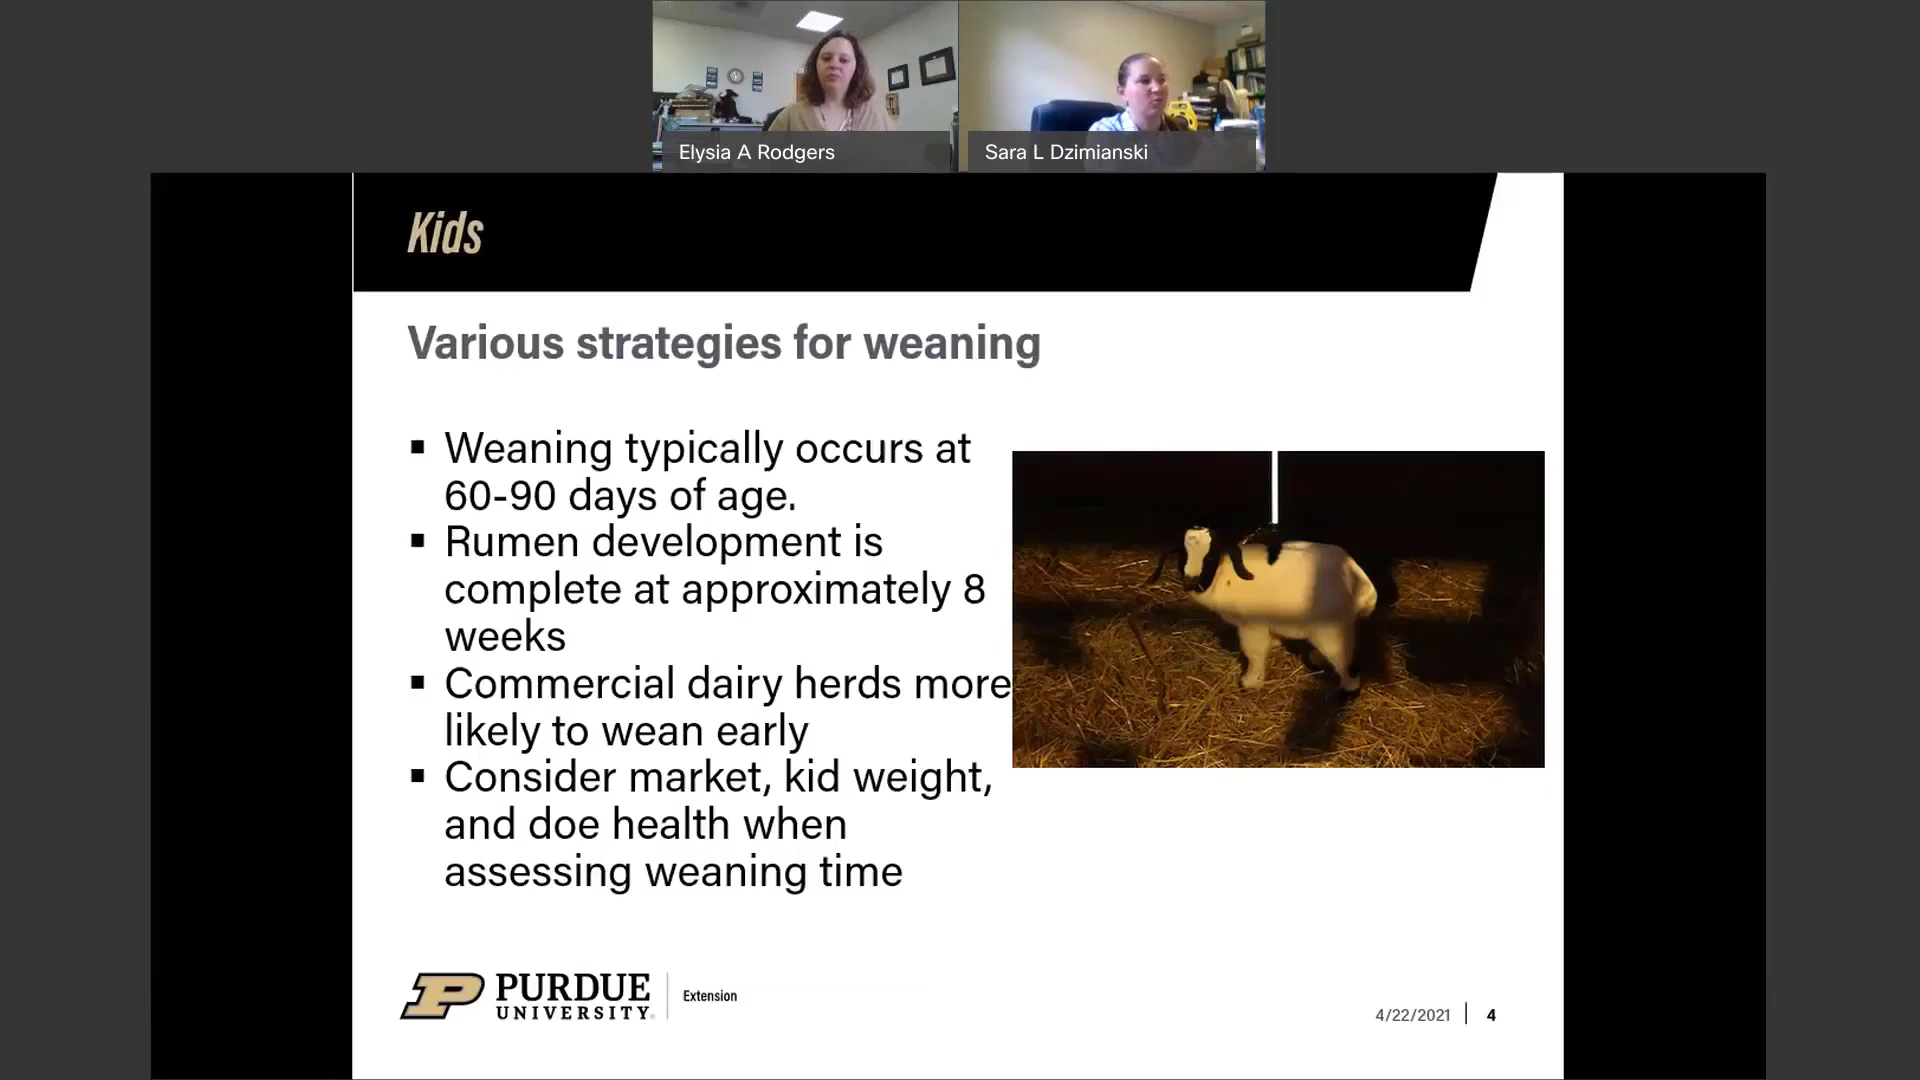 Elysia A Rodgers
Sara L Dzimianski
Kids
Various strategies for weaning
▪ Weaning typically occurs at
60-90 days of age.
▪ Rumen development is
complete at approximately 8
weeks
▪ Commercial dairy herds more
likely to wean early
▪ Consider market, kid weight,
and doe health when
assessing weaning time
P PURDUE
UNIVERSITY
Extension
4/22/2021 | 4